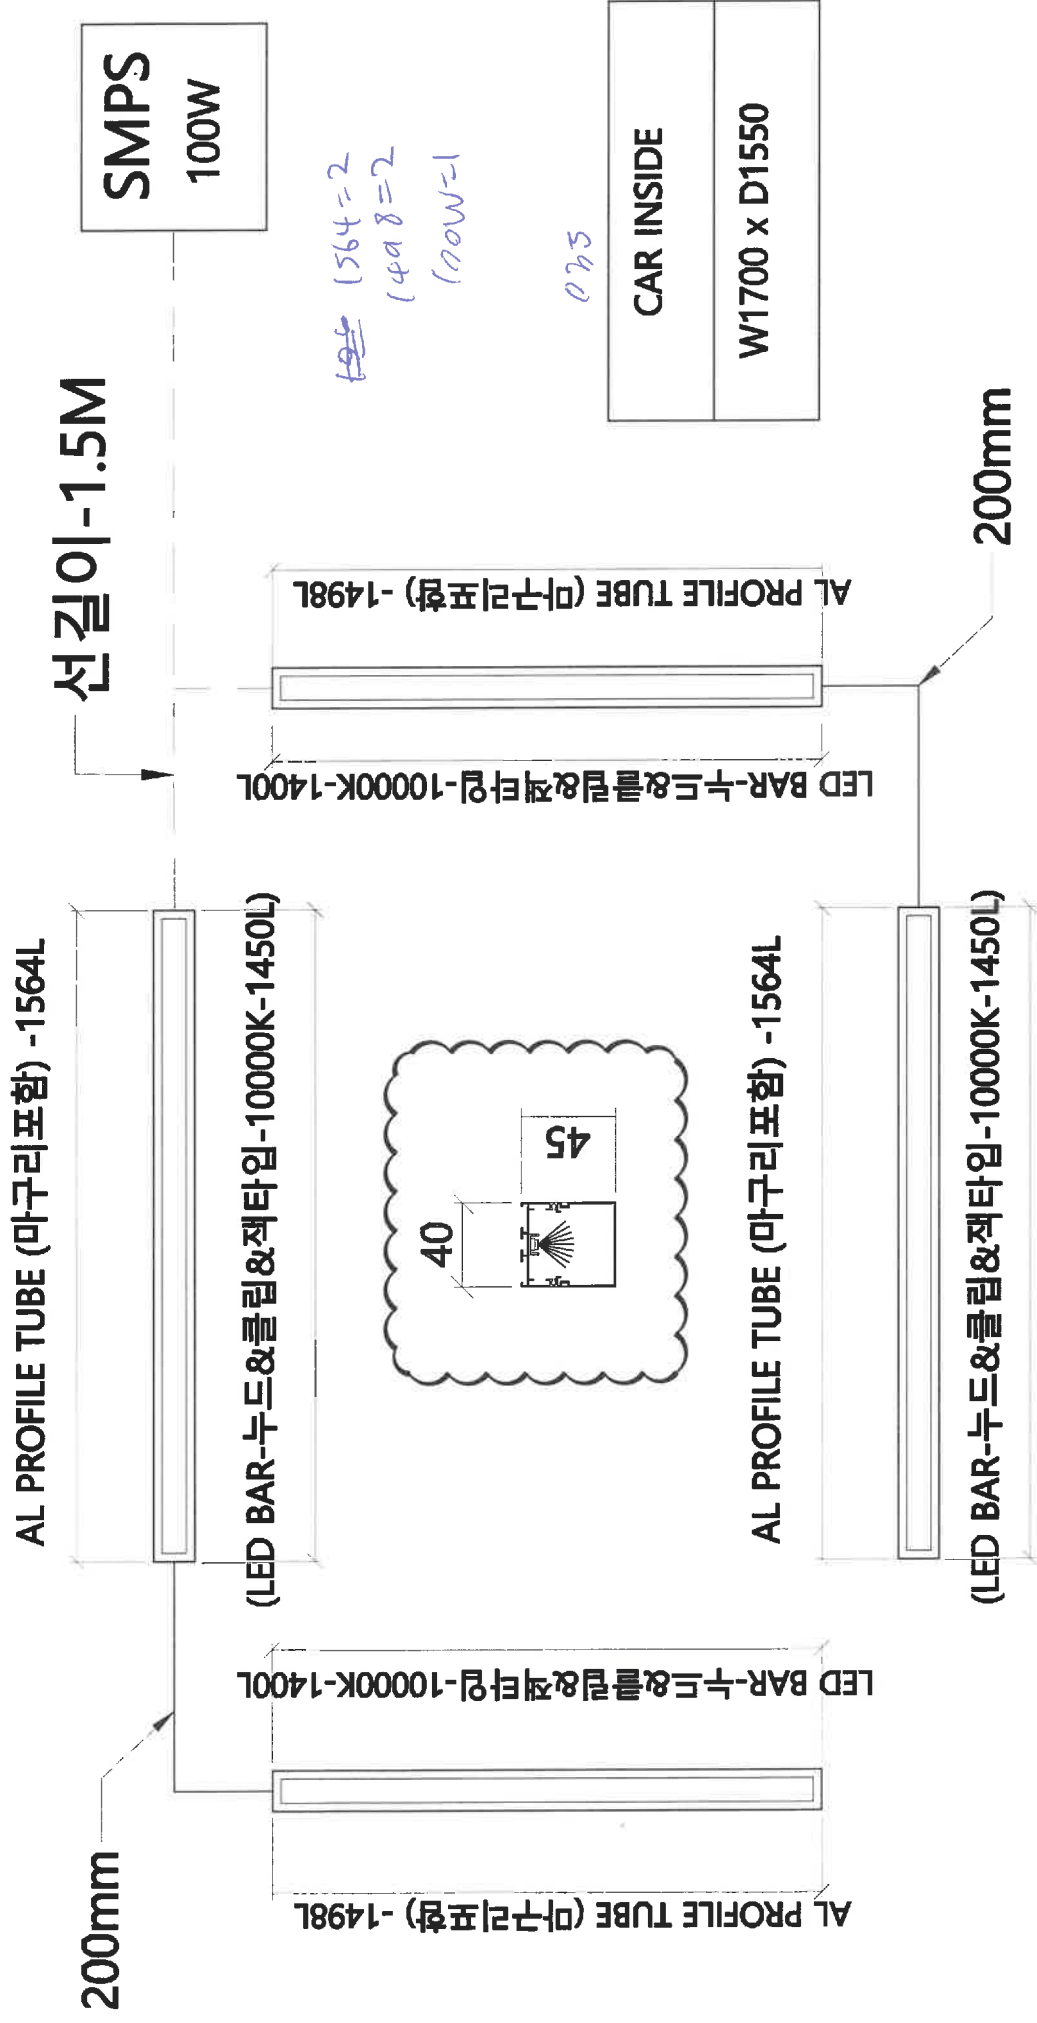 200mm
AL PROFILE TUBE (마구리포함) -1564L
선길이-1.5M
SMPS
100W
(LED BAR-누드&클립&잭타입-10000K-1450L)
AL PROFILE TUBE (마구리포함) -1498L
LED BAR-누드&클립&잭타입-10000K-1400L
40
45
LED BAR-누드&클립&잭타입-10000K-1400L
AL PROFILE TUBE (마구리포함) -1498L
1564=2
1498=2
100W=1
CAR INSIDE
W1700 x D1550
AL PROFILE TUBE (마구리포함) -1564L
(LED BAR-누드&클립&잭타입-10000K-1450L)
200mm